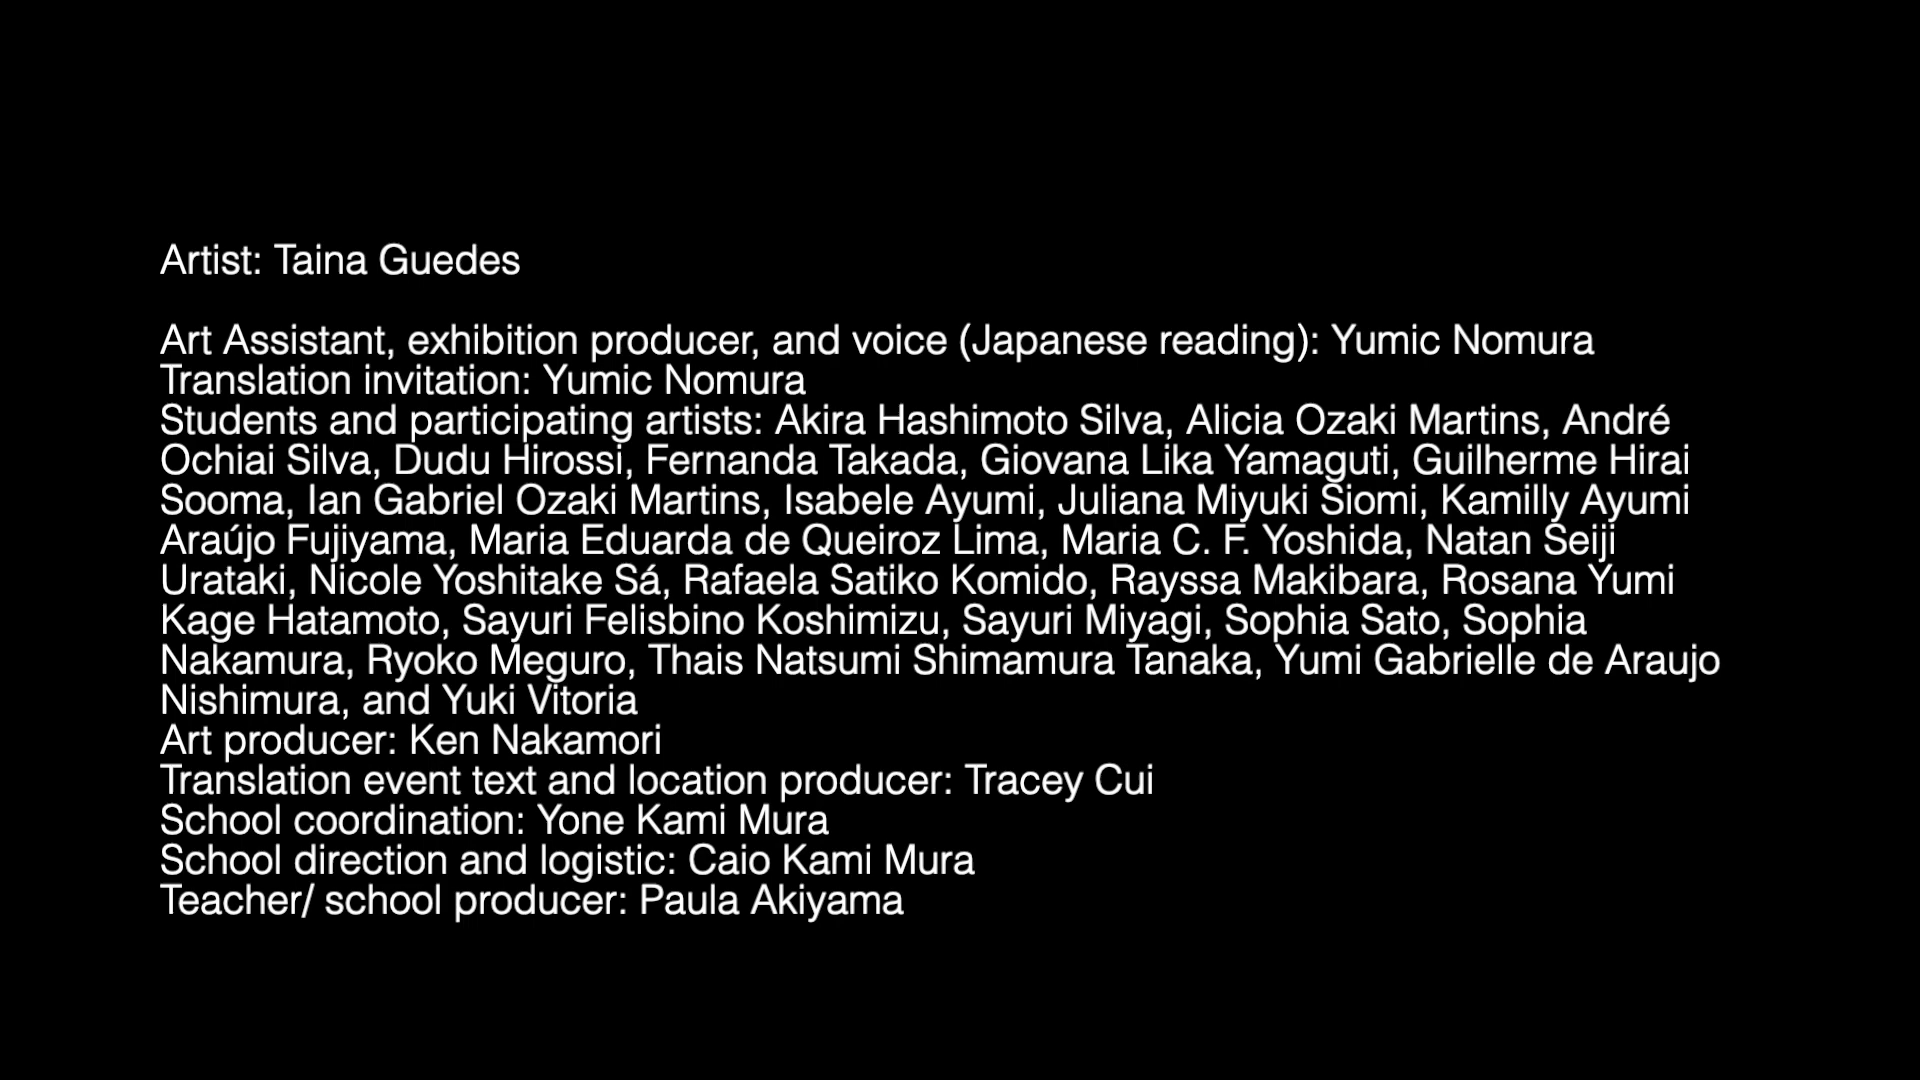 Artist: Taina Guedes
Art Assistant, exhibition producer, and voice (Japanese reading): Yumic Nomura
Translation invitation: Yumic Nomura
Students and participating artists: Akira Hashimoto Silva, Alicia Ozaki Martins, André
Ochiai Silva, Dudu Hirossi, Fernanda Takada, Giovana Lika Yamaguti, Guilherme Hirai
Sooma, Ian Gabriel Ozaki Martins, Isabele Ayumi, Juliana Miyuki Siomi, Kamilly Ayumi
Araújo Fujiyama, Maria Eduarda de Queiroz Lima, Maria C. F. Yoshida, Natan Seiji
Urataki, Nicole Yoshitake Sá, Rafaela Satiko Komido, Rayssa Makibara, Rosana Yumi
Kage Hatamoto, Sayuri Felisbino Koshimizu, Sayuri Miyagi, Sophia Sato, Sophia
Nakamura, Ryoko Meguro, Thais Natsumi Shimamura Tanaka, Yumi Gabrielle de Araujo
Nishimura, and Yuki Vitoria
Art producer: Ken Nakamori
Translation event text and location producer: Tracey Cui
School coordination: Yone Kami Mura
School direction and logistic: Caio Kami Mura
Teacher/ school producer: Paula Akiyama